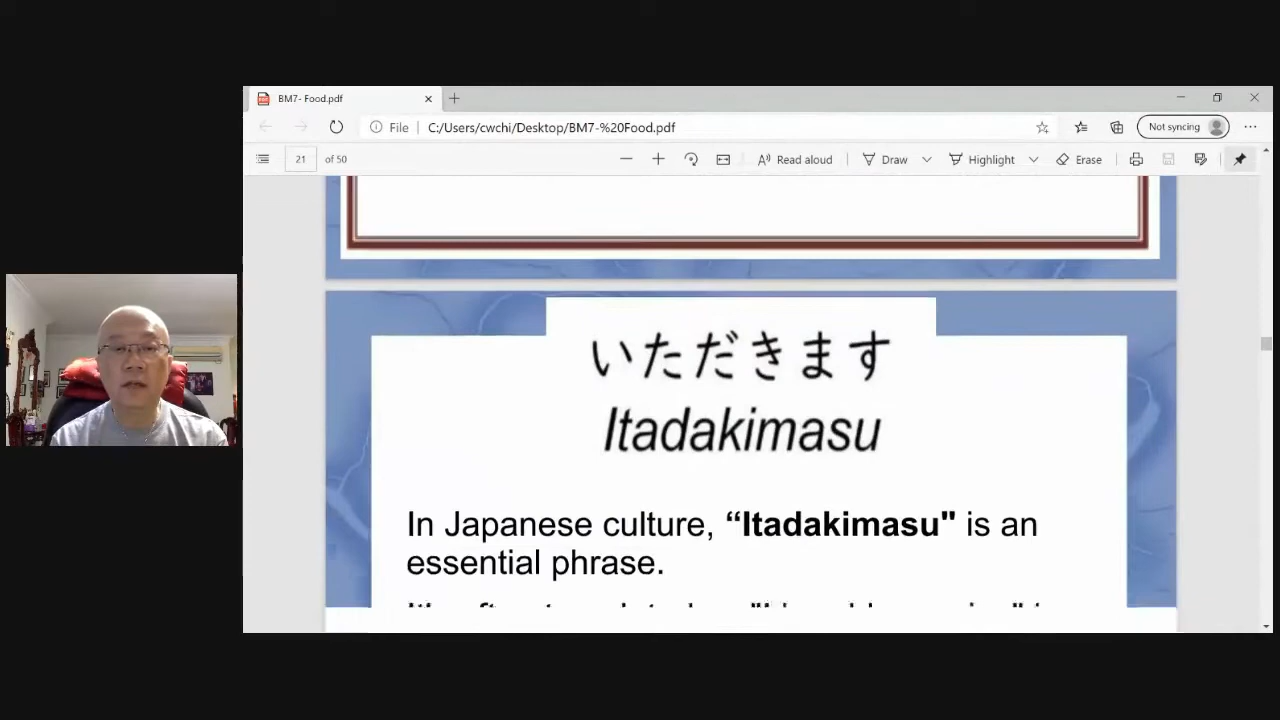 BM7- Food.pdf
File
C:/Users/cwchi/Desktop/BM7-%20Food.pdf
Not syncing
21
of 50
Read aloud
Draw
Highlight
Erase
いただきます
Itadakimasu
In Japanese culture, “Itadakimasu" is an
essential phrase.